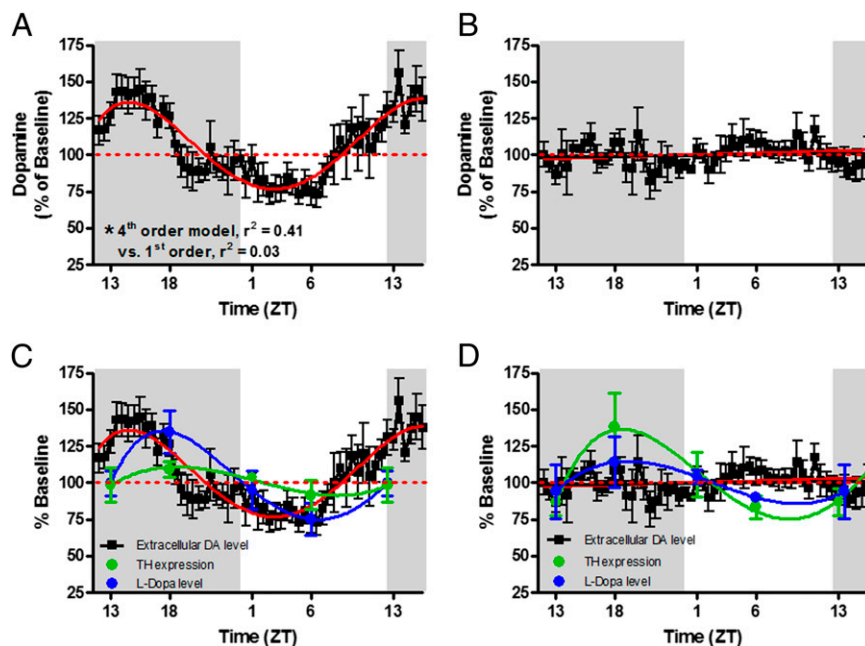 A
175
150
125
100
75
50
25
Dopamine
(% of Baseline)
* 4th order model, r2 = 0.41
vs. 1st order, r2 = 0.03
13
18
1
6
13
Time (ZT)
B
175
150
125
100
75
50
25
Dopamine
(% of Baseline)
13
18
1
6
13
Time (ZT)
C
175
150
125
100
75
50
25
% Baseline
Extracellular DA level
TH expression
L-Dopa level
13
18
1
6
13
Time (ZT)
D
175
150
125
100
75
50
25
% Baseline
Extracellular DA level
TH expression
L-Dopa level
13
18
1
6
13
Time (ZT)